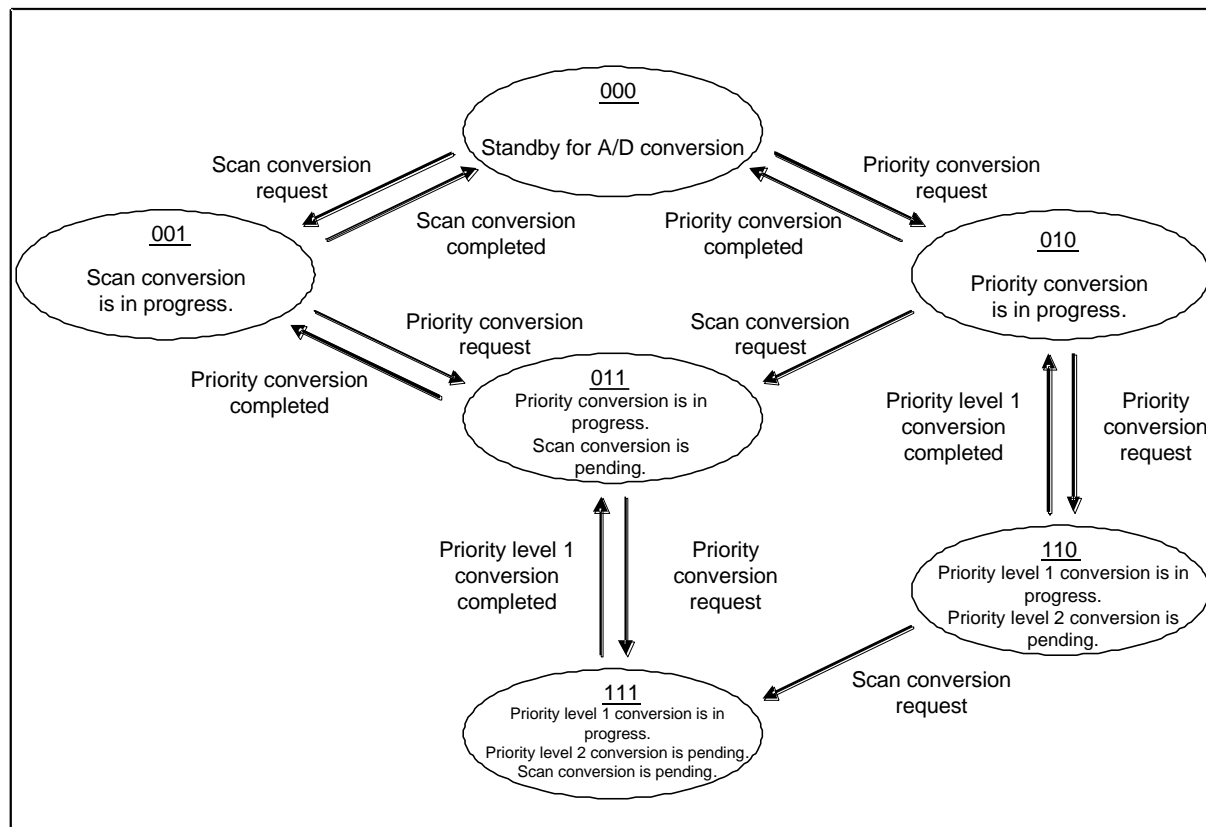 000
Standby for A/D conversion
Scan conversion
request
Priority conversion
request
Scan conversion
completed
Priority conversion
completed
001
Scan conversion
is in progress.
010
Priority conversion
is in progress.
Priority conversion
request
Scan conversion
request
Priority conversion
completed
011
Priority conversion is in
progress.
Scan conversion is
pending.
Priority level 1
conversion
completed
Priority
conversion
request
Priority level 1
conversion
completed
Priority
conversion
request
110
Priority level 1 conversion is in
progress.
Priority level 2 conversion is
pending.
Scan conversion
request
111
Priority level 1 conversion is in
progress.
Priority level 2 conversion is pending.
Scan conversion is pending.